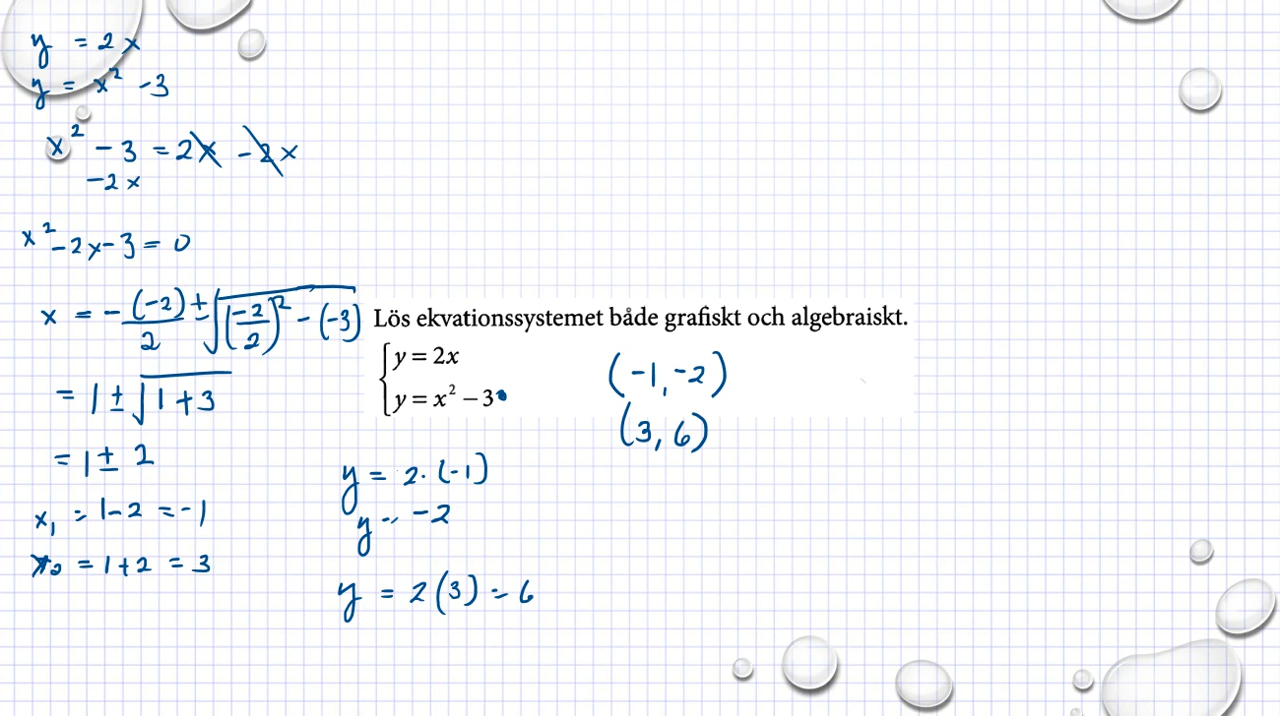 y = 2x
y = x² - 3
x² - 3 = 2x - 2x
-2x
x² - 2x - 3 = 0
x = - (-2)/2 ± √((-2/2)² - (-3))
= 1 ± √(1 + 3)
= 1 ± 2
x₁ = 1 - 2 = -1
x₂ = 1 + 2 = 3
Lös ekvationssystemet både grafiskt och algebraiskt.
y = 2x
y = x² − 3
(-1, -2)
(3, 6)
y = 2 · (-1)
y = -2
y = 2(3) = 6